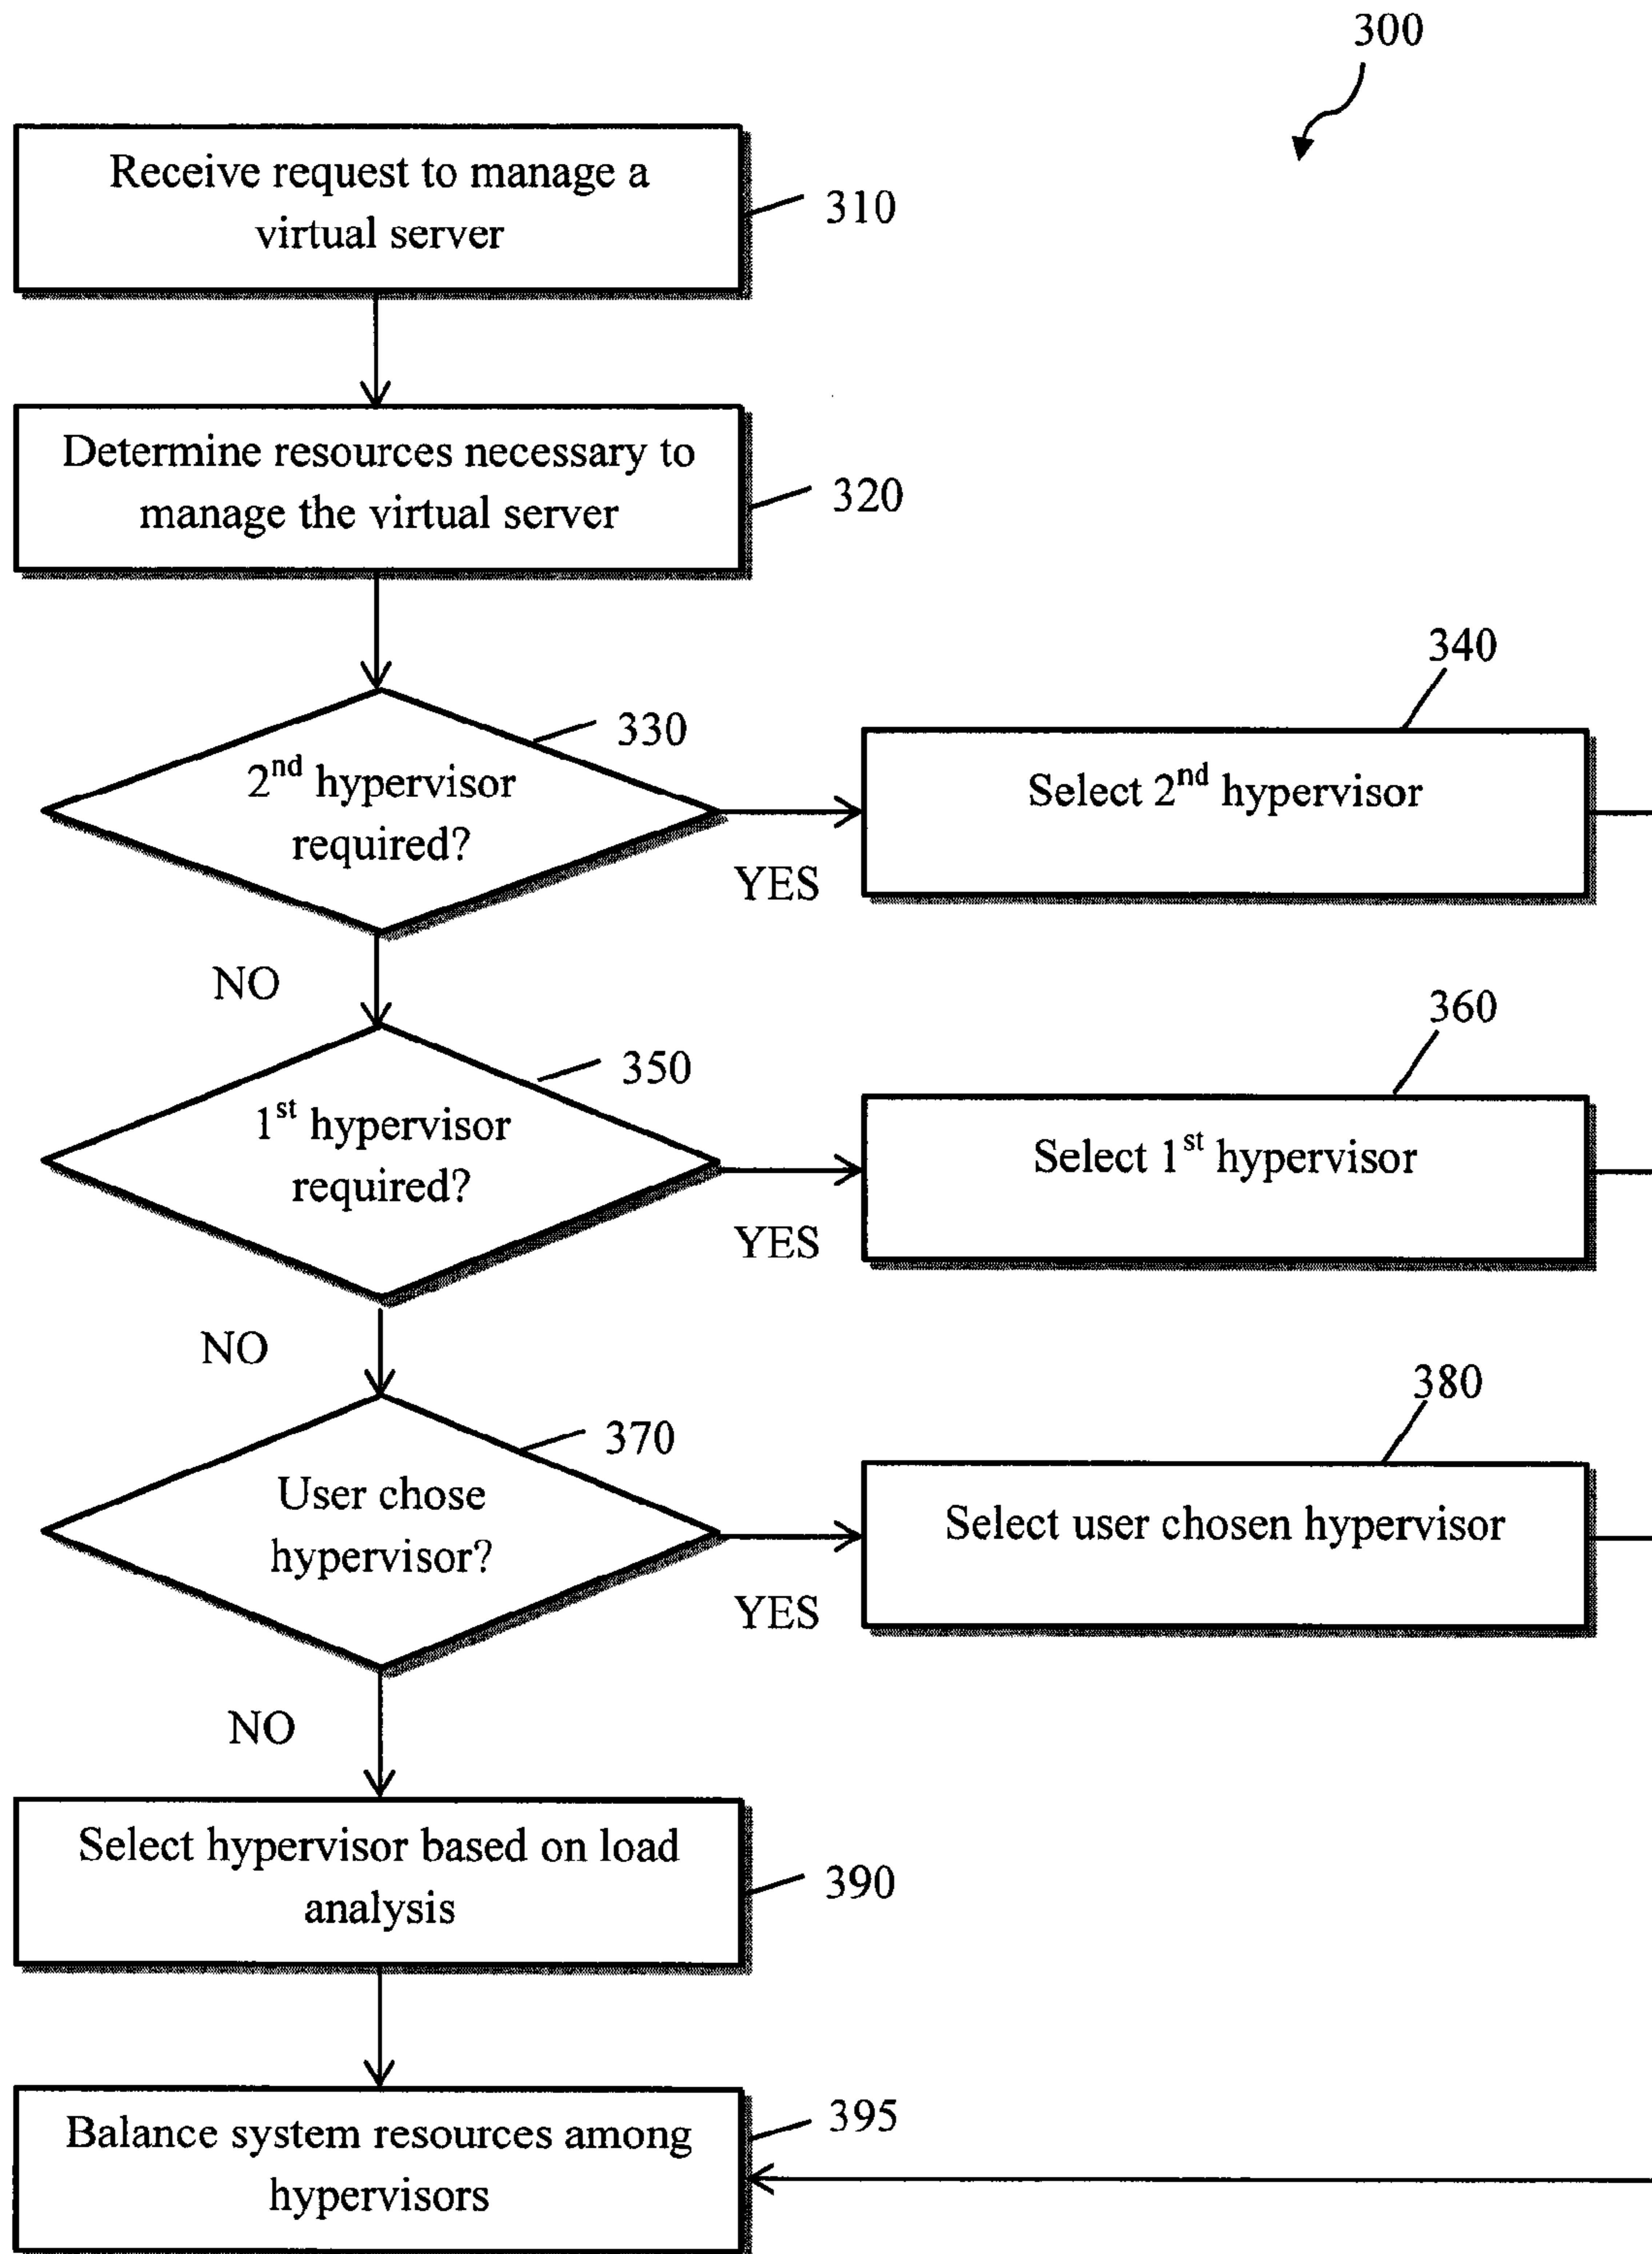 300
Receive request to manage a
virtual server
310
Determine resources necessary to
manage the virtual server
320
330
2nd hypervisor
required?
YES
NO
340
Select 2nd hypervisor
350
1st hypervisor
required?
YES
NO
360
Select 1st hypervisor
370
User chose
hypervisor?
YES
NO
380
Select user chosen hypervisor
Select hypervisor based on load
analysis
390
Balance system resources among
hypervisors
395